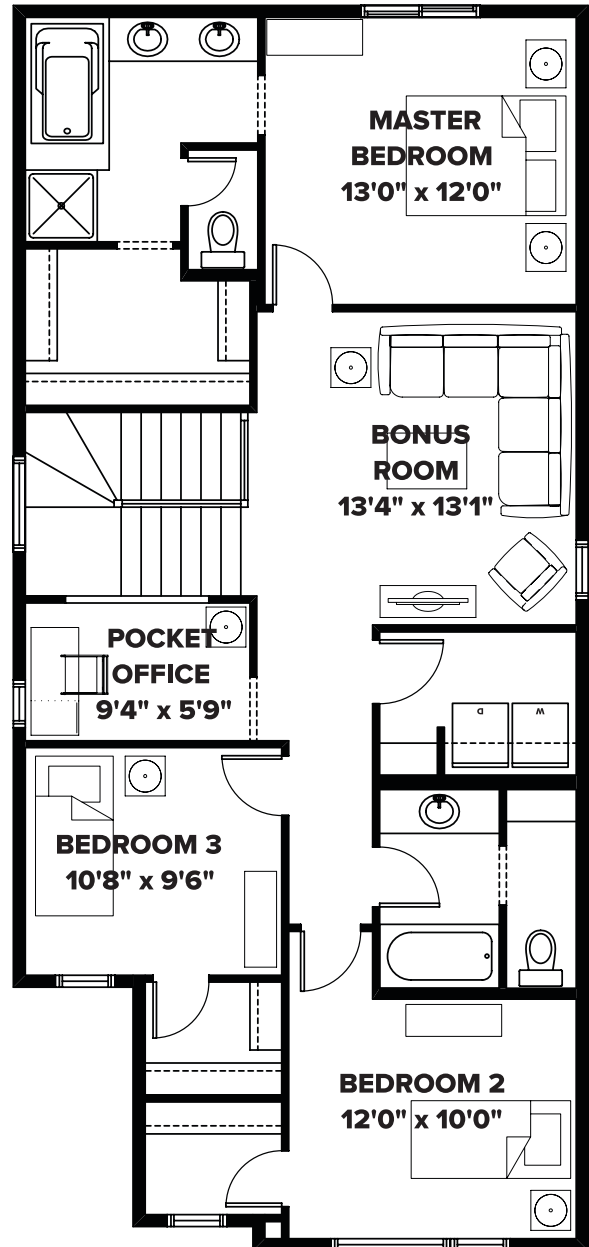 MASTER
BEDROOM
13'0" x 12'0"
BONUS
ROOM
13'4" x 13'1"
POCKET
OFFICE
9'4" x 5'9"
D
W
BEDROOM 3
10'8" x 9'6"
BEDROOM 2
12'0" x 10'0"